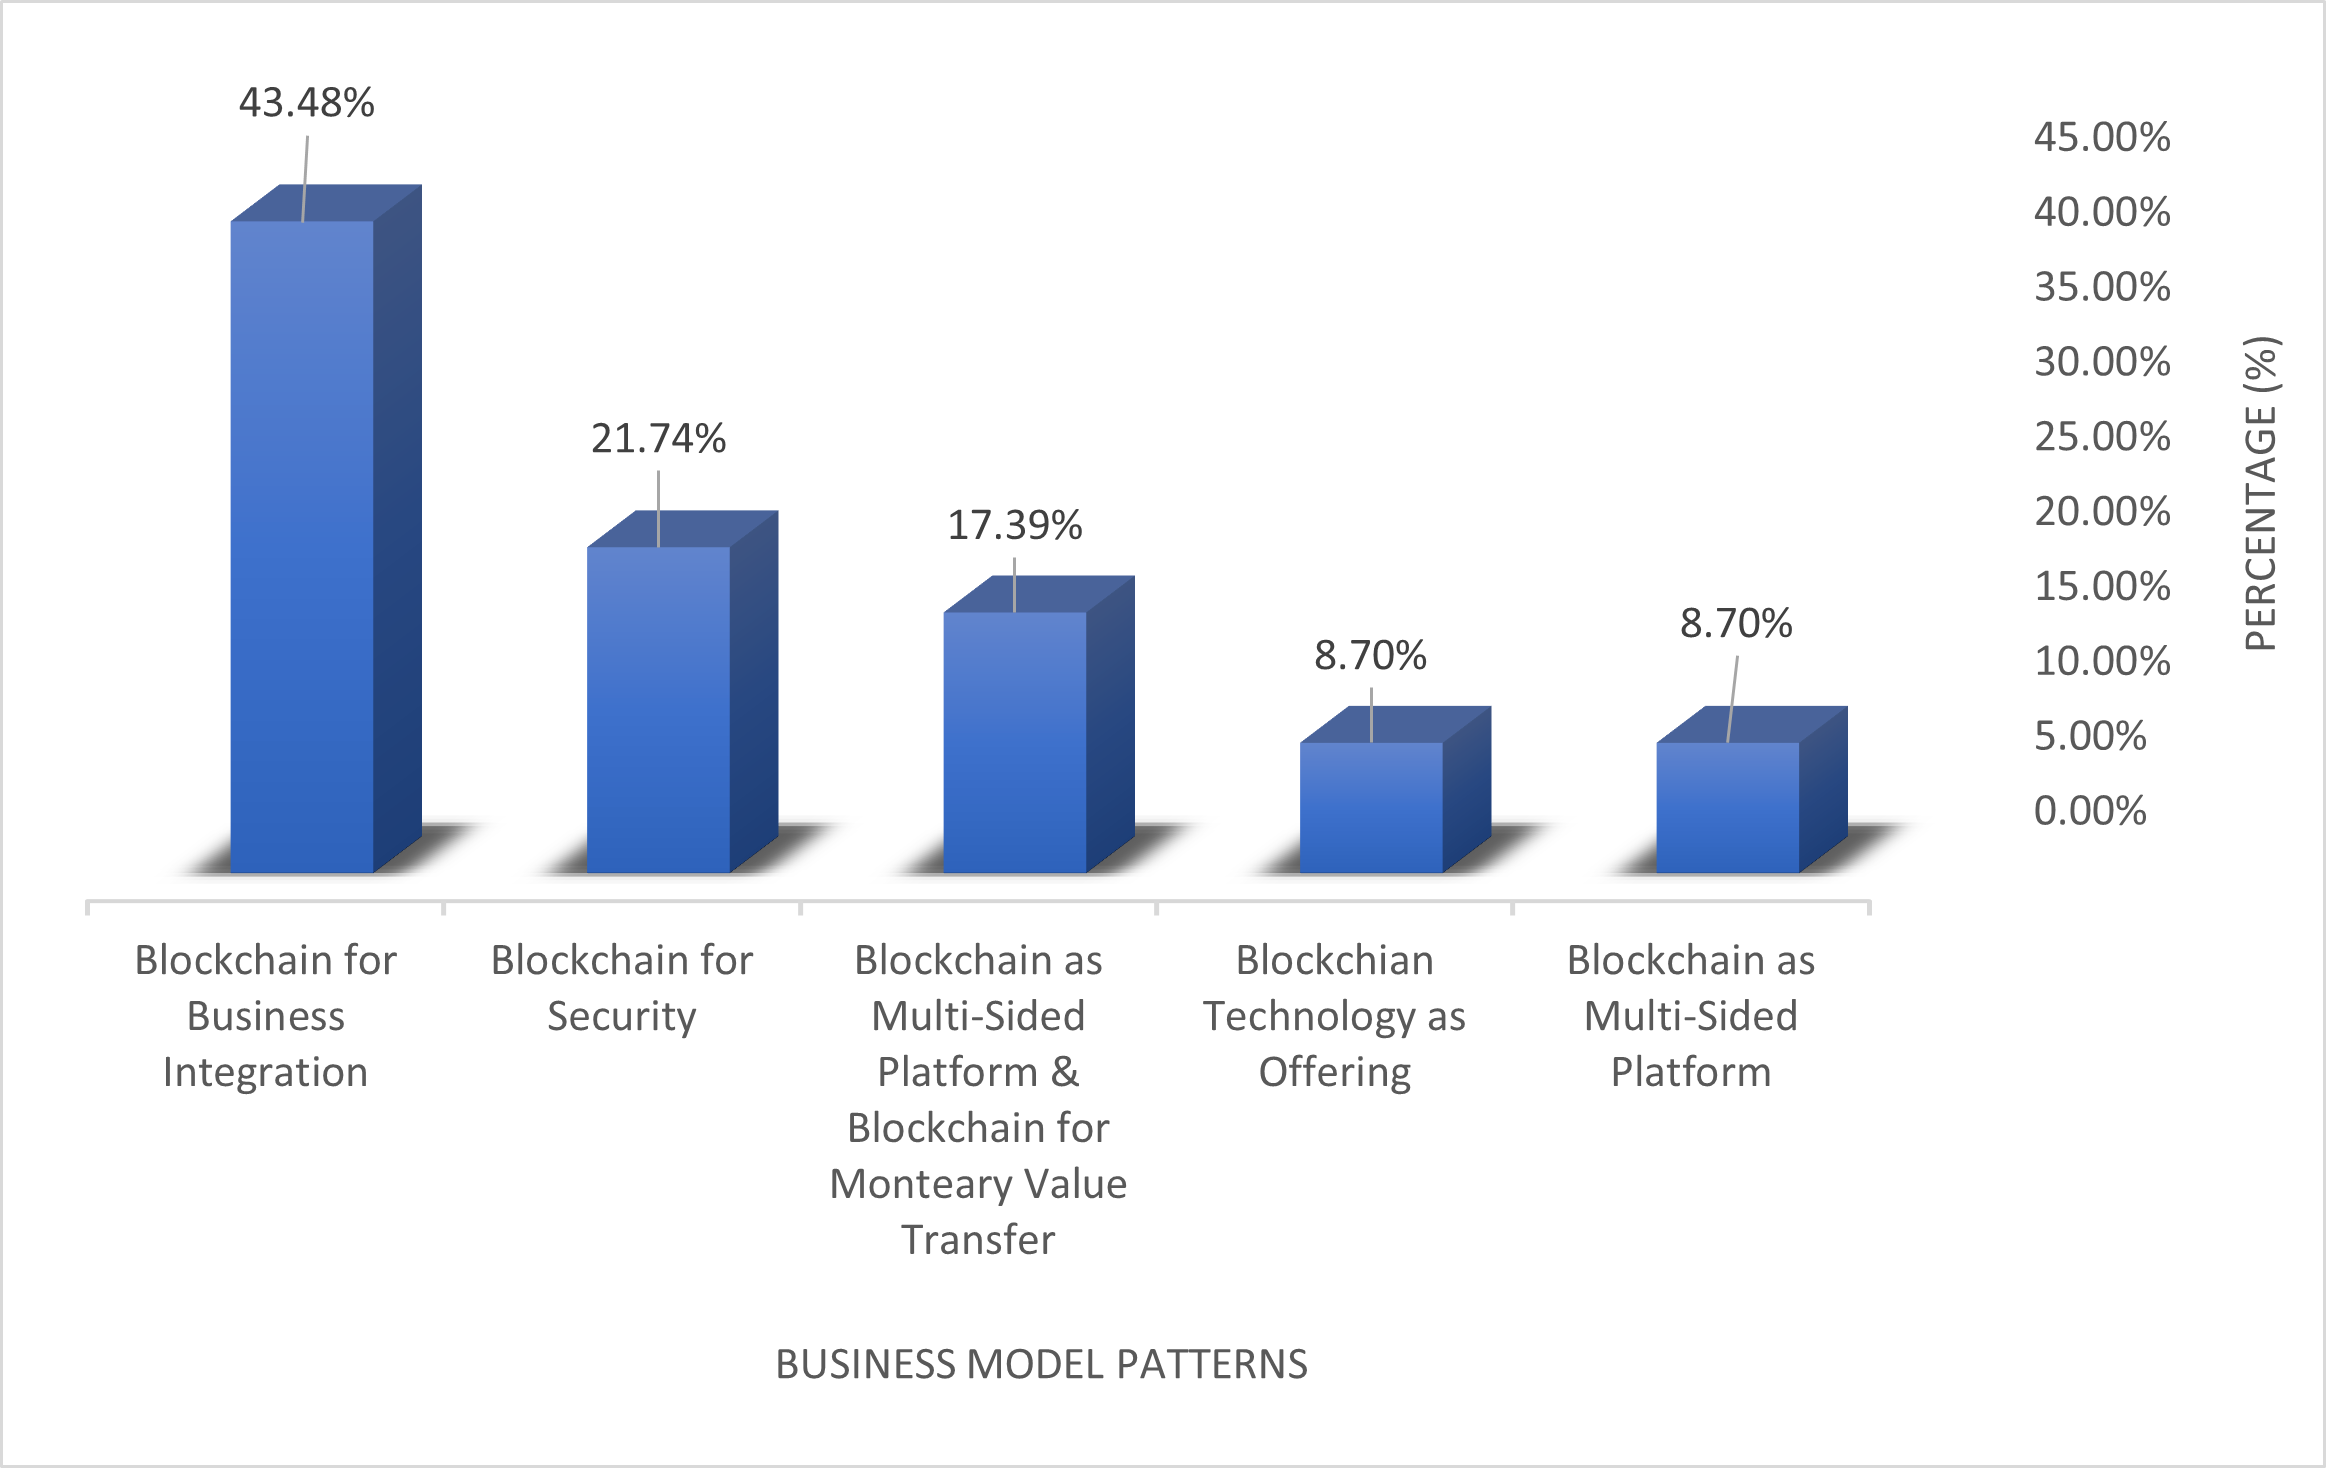 43.48%
21.74%
17.39%
8.70%
8.70%
45.00%
40.00%
35.00%
30.00%
25.00%
20.00%
15.00%
10.00%
5.00%
0.00%
PERCENTAGE (%)
Blockchain for
Business
Integration
Blockchain for
Security
Blockchain as
Multi-Sided
Platform &
Blockchain for
Monteary Value
Transfer
Blockchian
Technology as
Offering
Blockchain as
Multi-Sided
Platform
BUSINESS MODEL PATTERNS